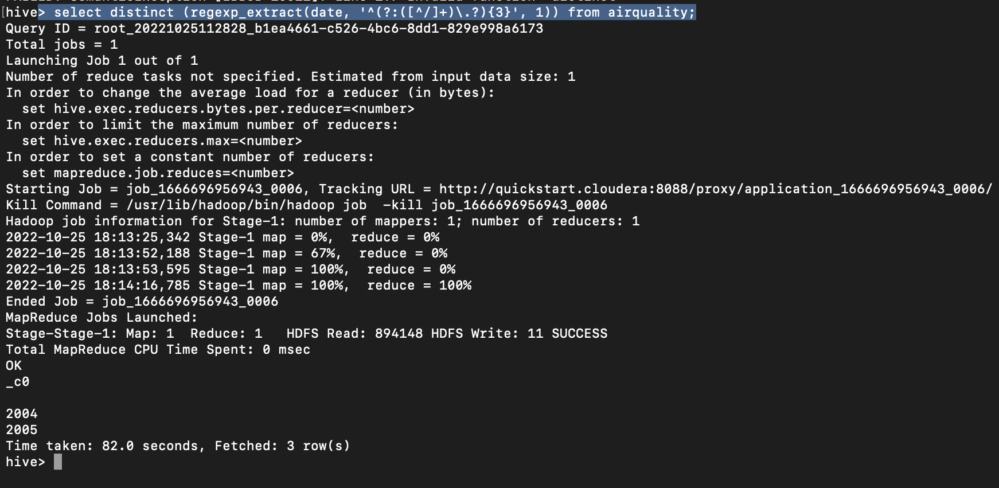 hive> select distinct (regexp_extract(date, '^(?:([^/]+)\.?){3}', 1)) from airquality;
Query ID = root_20221025112828_b1ea4661-c526-4bc6-8dd1-829e998a6173
Total jobs = 1
Launching Job 1 out of 1
Number of reduce tasks not specified. Estimated from input data size: 1
In order to change the average load for a reducer (in bytes):
  set hive.exec.reducers.bytes.per.reducer=<number>
In order to limit the maximum number of reducers:
  set hive.exec.reducers.max=<number>
In order to set a constant number of reducers:
  set mapreduce.job.reduces=<number>
Starting Job = job_1666696956943_0006, Tracking URL = http://quickstart.cloudera:8088/proxy/application_1666696956943_0006/
Kill Command = /usr/lib/hadoop/bin/hadoop job  -kill job_1666696956943_0006
Hadoop job information for Stage-1: number of mappers: 1; number of reducers: 1
2022-10-25 18:13:25,342 Stage-1 map = 0%,  reduce = 0%
2022-10-25 18:13:52,188 Stage-1 map = 67%,  reduce = 0%
2022-10-25 18:13:53,595 Stage-1 map = 100%,  reduce = 0%
2022-10-25 18:14:16,785 Stage-1 map = 100%,  reduce = 100%
Ended Job = job_1666696956943_0006
MapReduce Jobs Launched:
Stage-Stage-1: Map: 1  Reduce: 1   HDFS Read: 894148 HDFS Write: 11 SUCCESS
Total MapReduce CPU Time Spent: 0 msec
OK
_c0
2004
2005
Time taken: 82.0 seconds, Fetched: 3 row(s)
hive>